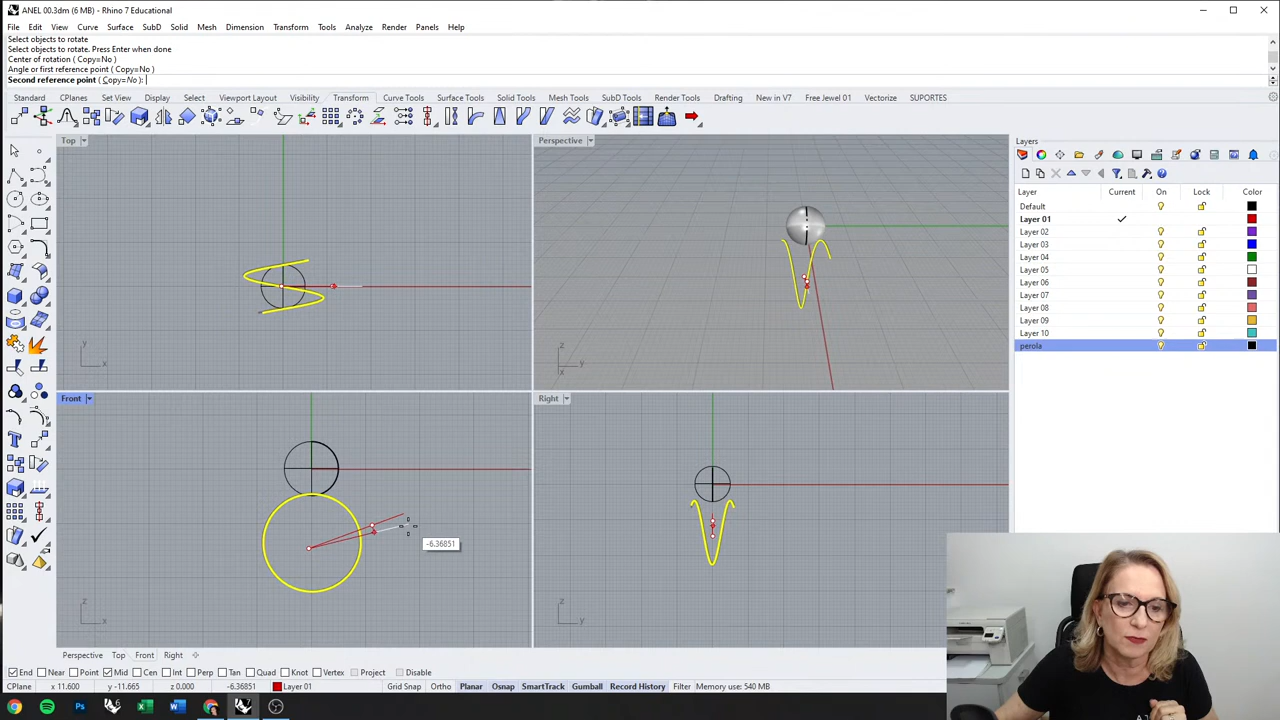 ANEL 00.3dm (6 MB) - Rhino 7 Educational
File Edit View Curve Surface SubD Solid Mesh Dimension Transform Tools Analyze Render Panels Help
Select objects to rotate
Select objects to rotate. Press Enter when done
Center of rotation ( Copy=No )
Angle or first reference point ( Copy=No )
Second reference point ( Copy=No ):
Standard CPlanes Set View Display Select Viewport Layout Visibility Transform Curve Tools Surface Tools Solid Tools Mesh Tools SubD Tools Render Tools Drafting New in V7 Free Jewel 01 Vectorize SUPORTES
Top
Perspective
Layers
Layer Current On Lock Color
Default
Layer 01
Layer 02
Layer 03
Layer 04
Layer 05
Layer 06
Layer 07
Layer 08
Layer 09
Layer 10
perola
y
x
z
y
x
Front
Right
-6.36851
z
x
z
y
Perspective Top Front Right
End Near Point Mid Cen Int Perp Tan Quad Knot Vertex Project Disable
CPlane x 11.600 y -11.665 z 0.000 -6.36851 Layer 01 Grid Snap Ortho Planar Osnap SmartTrack Gumball Record History Filter Memory use: 540 MB